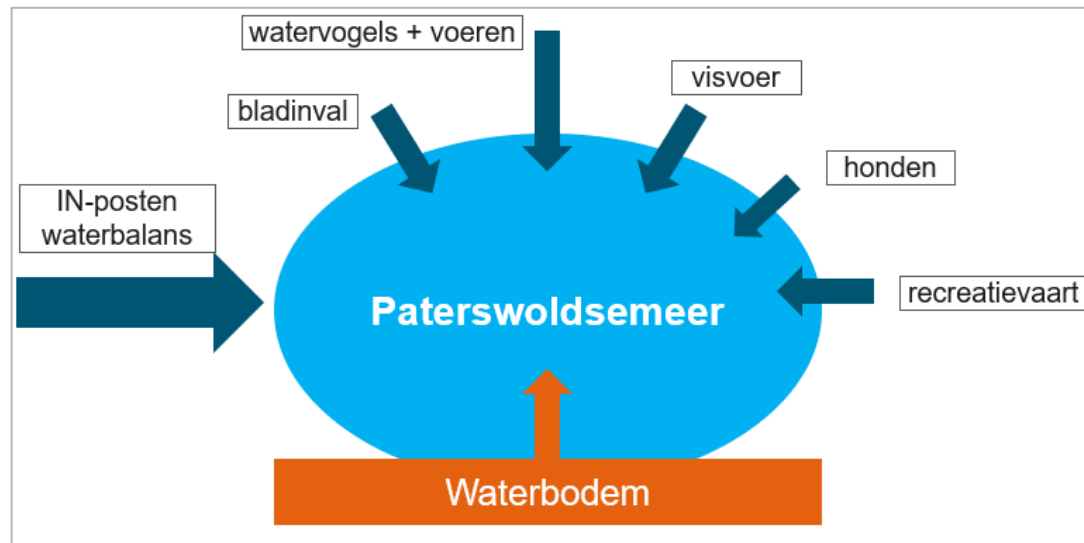 watervogels + voeren
visvoer
bladinval
honden
IN-posten
waterbalans
recreatievaart
Paterswoldsemeer
Waterbodem